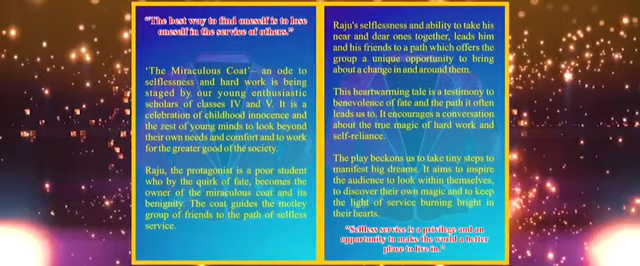 "The best way to find oneself is to lose
oneself in the service of others."
'The Miraculous Coat'– an ode to
selflessness and hard work is being
staged by our young enthusiastic
scholars of classes IV and V. It is a
celebration of childhood innocence and
the zest of young minds to look beyond
their own needs and comfort and to work
for the greater good of the society.
Raju, the protagonist is a poor student
who by the quirk of fate, becomes the
owner of the miraculous coat and its
benignity. The coat guides the motley
group of friends to the path of selfless
service.
Raju's selflessness and ability to take his
near and dear ones together, leads him
and his friends to a path which offers the
group a unique opportunity to bring
about a change in and around them.
This heartwarming tale is a testimony to
benevolence of fate and the path it often
leads us to. It encourages a conversation
about the true magic of hard work and
self-reliance.
The play beckons us to take tiny steps to
manifest big dreams. It aims to inspire
the audience to look within themselves,
to discover their own magic and to keep
the light of service burning bright in
their hearts.
"Selfless service is a privilege and an
opportunity to make the world a better
place to live in."